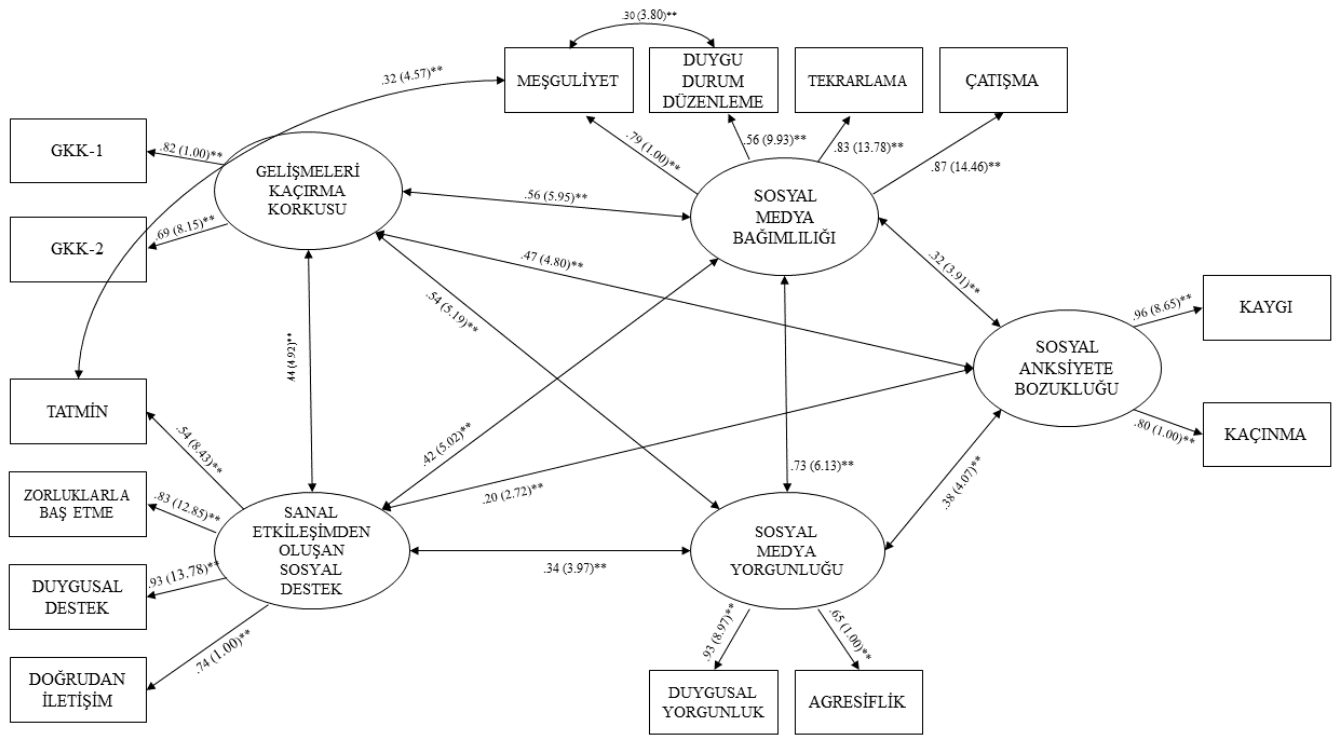 .30 (3.80)**
MEŞGULİYET
DUYGU
DURUM
DÜZENLEME
TEKRARLAMA
ÇATIŞMA
.32 (4.57)**
.79 (1.00)**
.56 (9.93)**
.83 (13.78)**
.87 (14.46)**
GKK-1
.82 (1.00)**
GKK-2
.69 (8.15)**
GELİŞMELERİ
KAÇIRMA
KORKUSU
.56 (5.95)**
SOSYAL
MEDYA
BAĞIMLILIĞI
.47 (4.80)**
.32 (3.91)**
.54 (5.19)**
.44 (4.92)**
SOSYAL
ANKSİYETE
BOZUKLUĞU
.96 (8.65)**
KAYGI
.80 (1.00)**
KAÇINMA
TATMİN
.54 (8.43)**
.42 (5.02)**
.73 (6.13)**
.20 (2.72)**
.38 (4.07)**
ZORLUKLARLA
BAŞ ETME
.83 (12.85)**
DUYGUSAL
DESTEK
.93 (13.78)**
DOĞRUDAN
İLETİŞİM
.74 (1.00)**
SANAL
ETKİLEŞİMDEN
OLUŞAN
SOSYAL
DESTEK
.34 (3.97)**
SOSYAL
MEDYA
YORGUNLUĞU
.93 (8.97)**
.65 (1.00)**
DUYGUSAL
YORGUNLUK
AGRESİFLİK